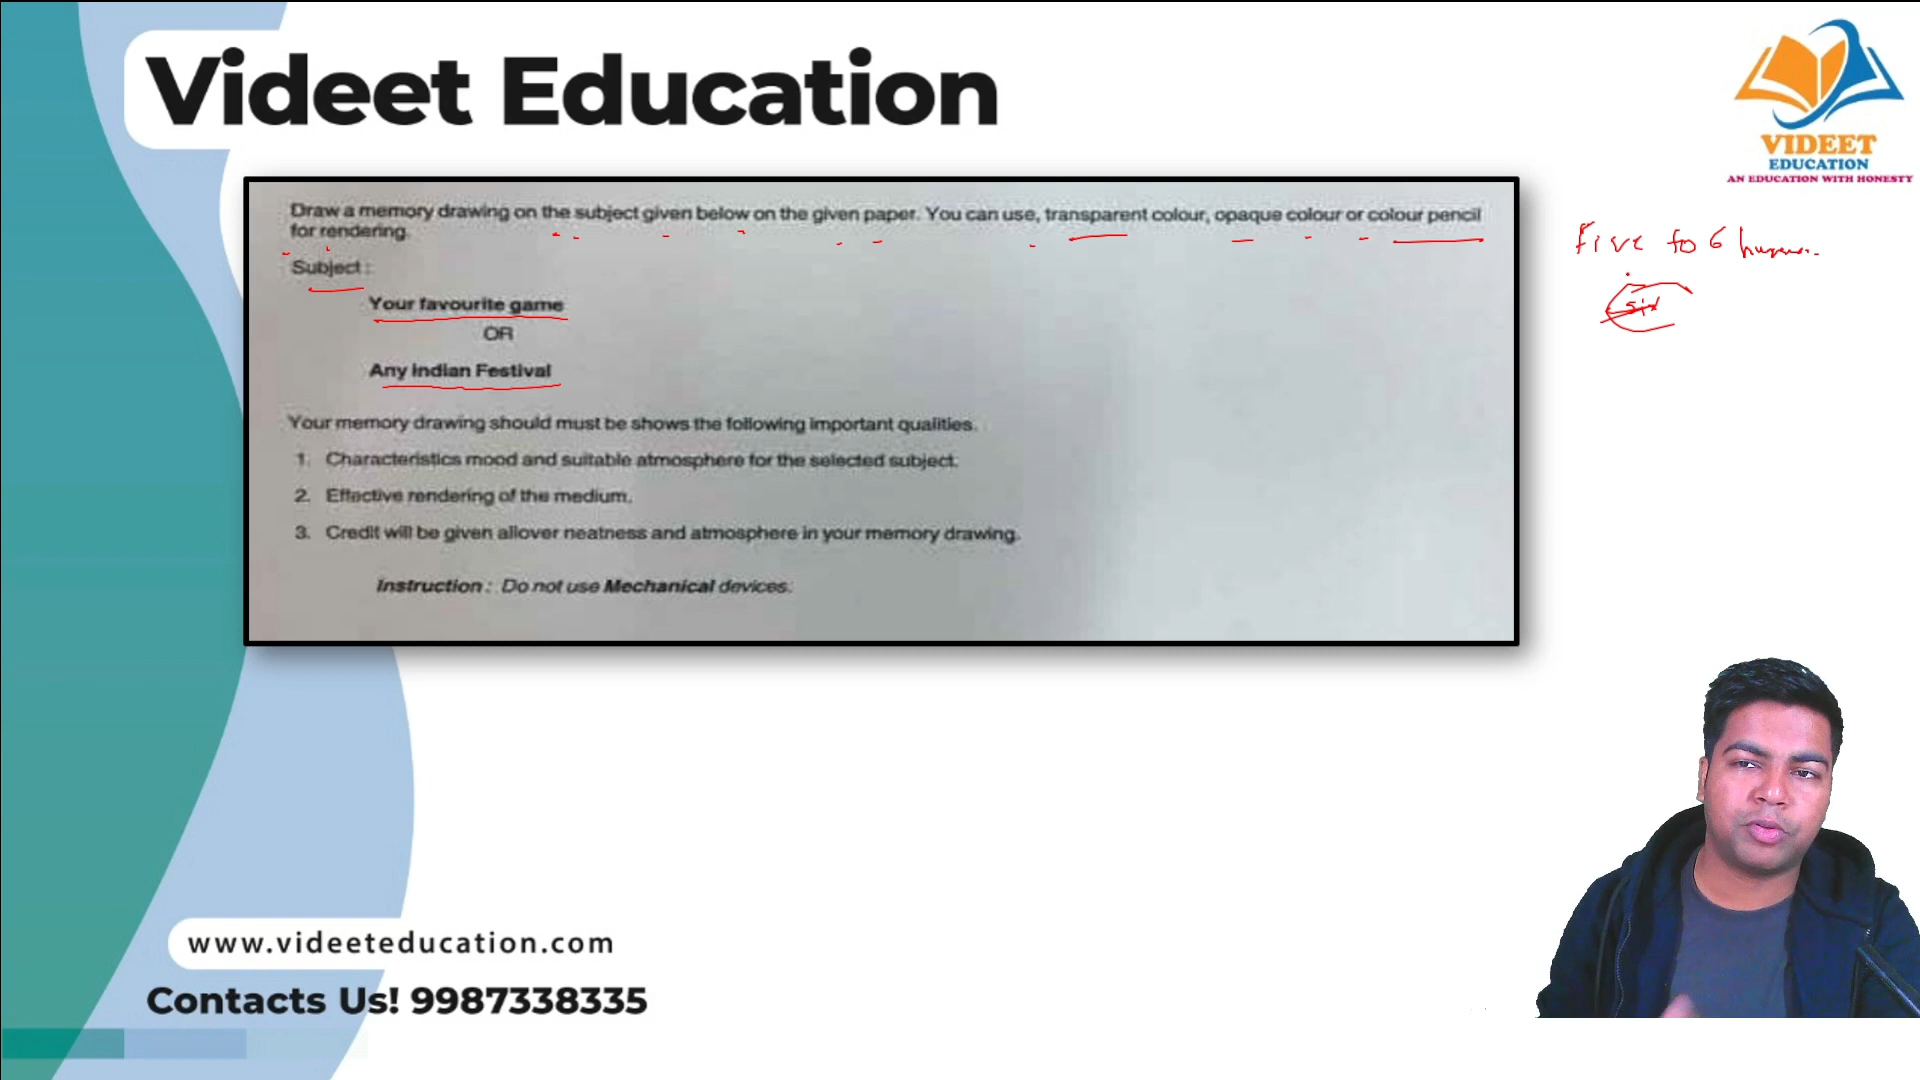 Videet Education
VIDEET
EDUCATION
AN EDUCATION WITH HONESTY
Draw a memory drawing on the subject given below on the given paper. You can use, transparent colour, opaque colour or colour pencil
for rendering.
Subject :
Your favourite game
OR
Any Indian Festival
Your memory drawing should must be shows the following important qualities.
1. Characteristics mood and suitable atmosphere for the selected subject.
2. Effective rendering of the medium.
3. Credit will be given allover neatness and atmosphere in your memory drawing.
Instruction : Do not use Mechanical devices.
Five to 6
www.videeteducation.com
Contacts Us! 9987338335